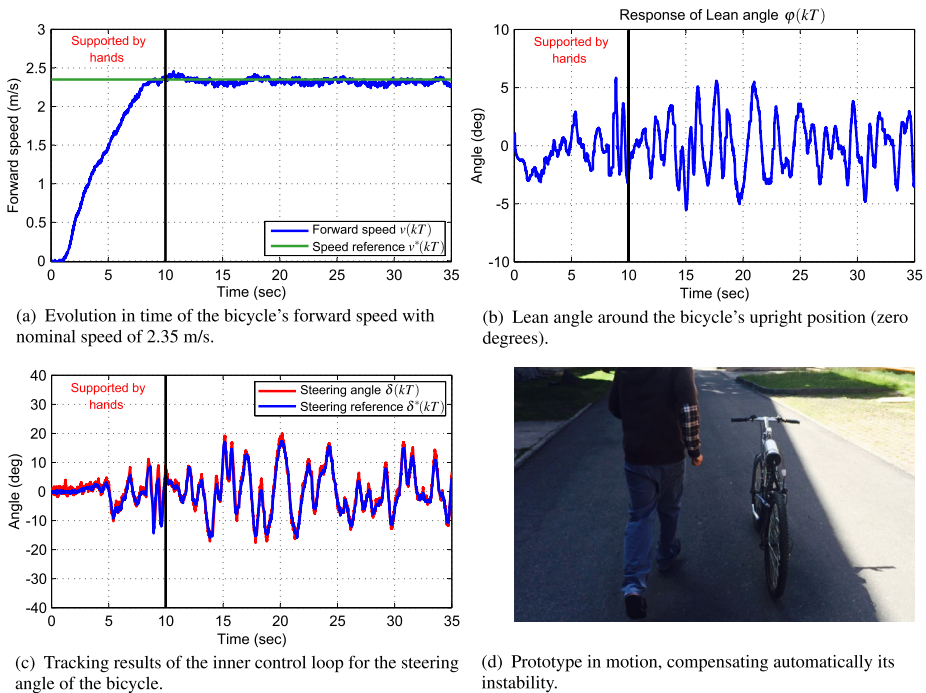 3
2.5
2
1.5
1
0.5
0
0 5 10 15 20 25 30 35
Forward speed (m/s)
Time (sec)
Supported by
hands
Forward speed v(kT)
Speed reference v*(kT)
(a) Evolution in time of the bicycle's forward speed with
nominal speed of 2.35 m/s.
Response of Lean angle φ(kT)
10
5
0
-5
-10
0 5 10 15 20 25 30 35
Angle (deg)
Time (sec)
Supported by
hands
(b) Lean angle around the bicycle's upright position (zero
degrees).
40
30
20
10
0
-10
-20
-30
-40
0 5 10 15 20 25 30 35
Angle (deg)
Time (sec)
Supported by
hands
Steering angle δ(kT)
Steering reference δ*(kT)
(c) Tracking results of the inner control loop for the steering
angle of the bicycle.
(d) Prototype in motion, compensating automatically its
instability.